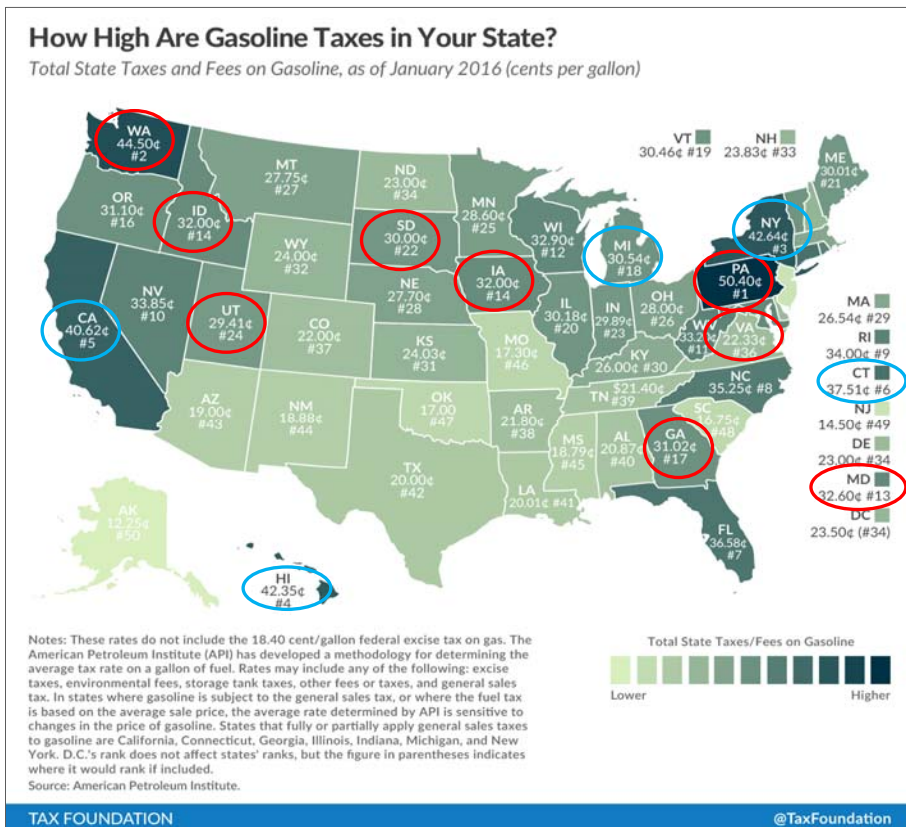 How High Are Gasoline Taxes in Your State?
Total State Taxes and Fees on Gasoline, as of January 2016 (cents per gallon)
WA
44.50¢
#2
VT
30.46¢ #19
NH
23.83¢ #33
ME
30.01¢
#21
MT
27.75¢
#27
ND
23.00¢
#34
MN
28.60¢
#25
OR
31.10¢
#16
ID
32.00¢
#14
SD
30.00¢
#22
WI
32.90¢
#12
MI
30.54¢
#18
NY
42.64¢
#3
WY
24.00¢
#32
IA
32.00¢
#14
PA
50.40¢
#1
NE
27.70¢
#28
NV
33.85¢
#10
UT
29.41¢
#24
CA
40.62¢
#5
CO
22.00¢
#37
IL
30.18¢
#20
IN
29.89¢
#23
OH
28.00¢
#26
WV
#11
VA
22.33¢
#36
MA
26.54¢ #29
RI
34.00¢ #9
CT
37.51¢ #6
NJ
14.50¢ #49
DE
23.00¢ #34
MD
32.60¢ #13
DC
23.50¢ (#34)
KS
24.03¢
#31
MO
17.30¢
#46
KY
26.00¢ #30
NC
35.25¢ #8
TN $21.40¢
#39
AZ
19.00¢
#43
NM
18.88¢
#44
OK
17.00
#47
AR
21.80¢
#38
SC
16.75¢
#48
MS
18.79¢
#45
AL
20.87¢
#40
GA
31.02¢
#17
TX
20.00¢
#42
LA
20.01¢ #41
FL
36.58¢
#7
AK
12.25¢
#50
HI
42.35¢
#4
Notes: These rates do not include the 18.40 cent/gallon federal excise tax on gas. The
American Petroleum Institute (API) has developed a methodology for determining the
average tax rate on a gallon of fuel. Rates may include any of the following: excise
taxes, environmental fees, storage tank taxes, other fees or taxes, and general sales
tax. In states where gasoline is subject to the general sales tax, or where the fuel tax
is based on the average sale price, the average rate determined by API is sensitive to
changes in the price of gasoline. States that fully or partially apply general sales taxes
to gasoline are California, Connecticut, Georgia, Illinois, Indiana, Michigan, and New
York. D.C.'s rank does not affect states' ranks, but the figure in parentheses indicates
where it would rank if included.
Source: American Petroleum Institute.
Total State Taxes/Fees on Gasoline
Lower
Higher
TAX FOUNDATION
@TaxFoundation